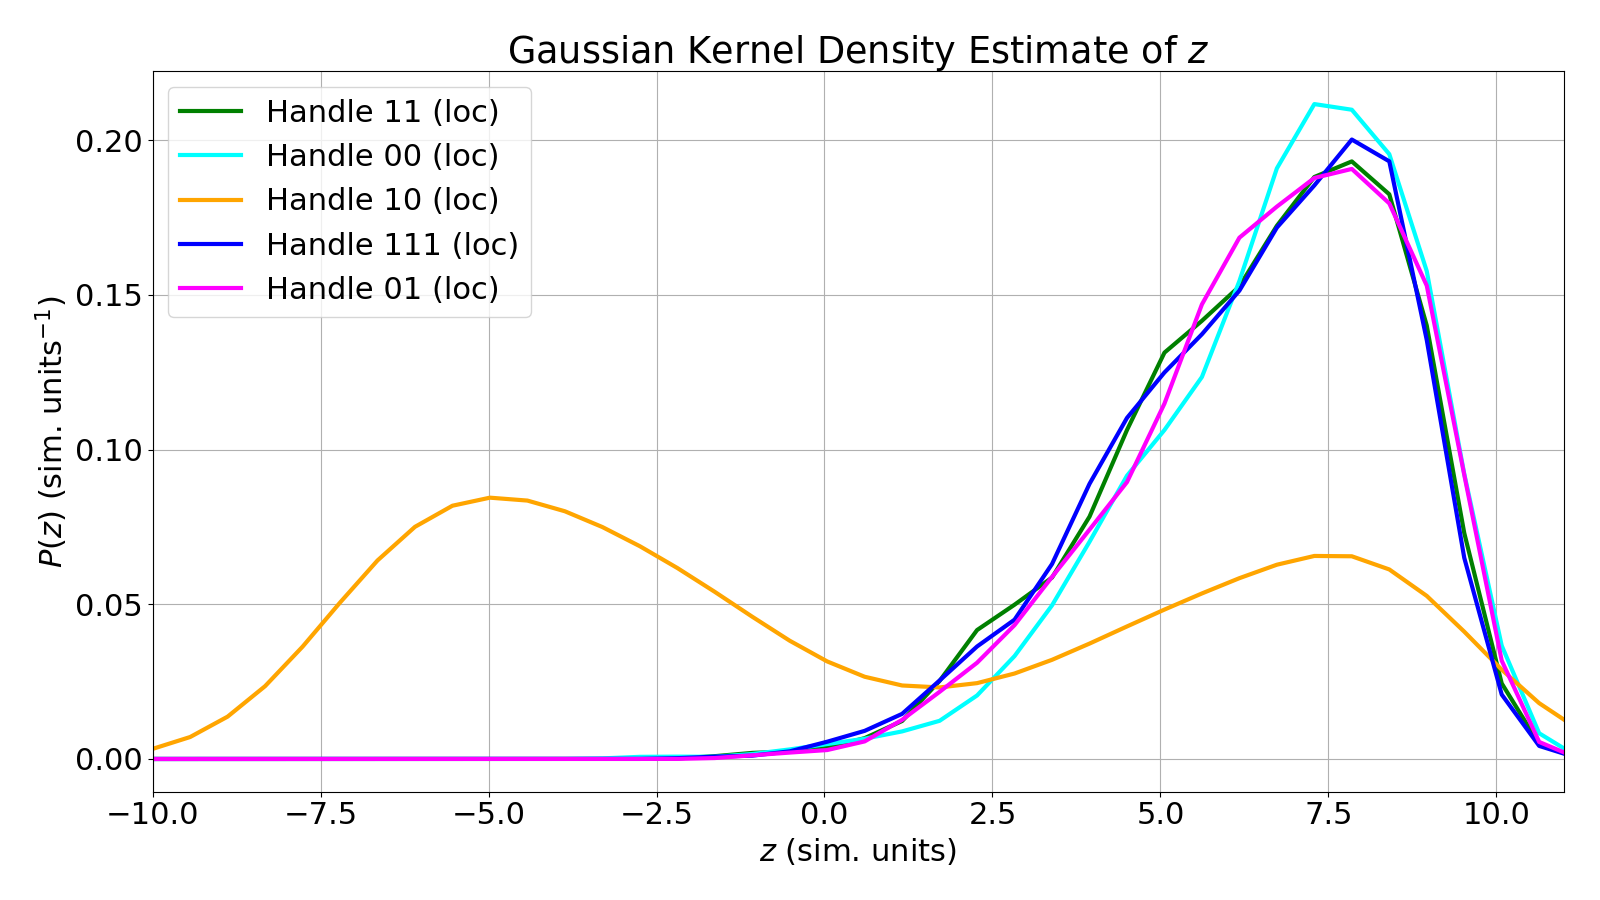 Gaussian Kernel Density Estimate of z
Handle 11 (loc)
Handle 00 (loc)
Handle 10 (loc)
Handle 111 (loc)
Handle 01 (loc)
0.20
0.15
0.10
0.05
0.00
P(z) (sim. units⁻¹)
−10.0 −7.5 −5.0 −2.5 0.0 2.5 5.0 7.5 10.0
z (sim. units)